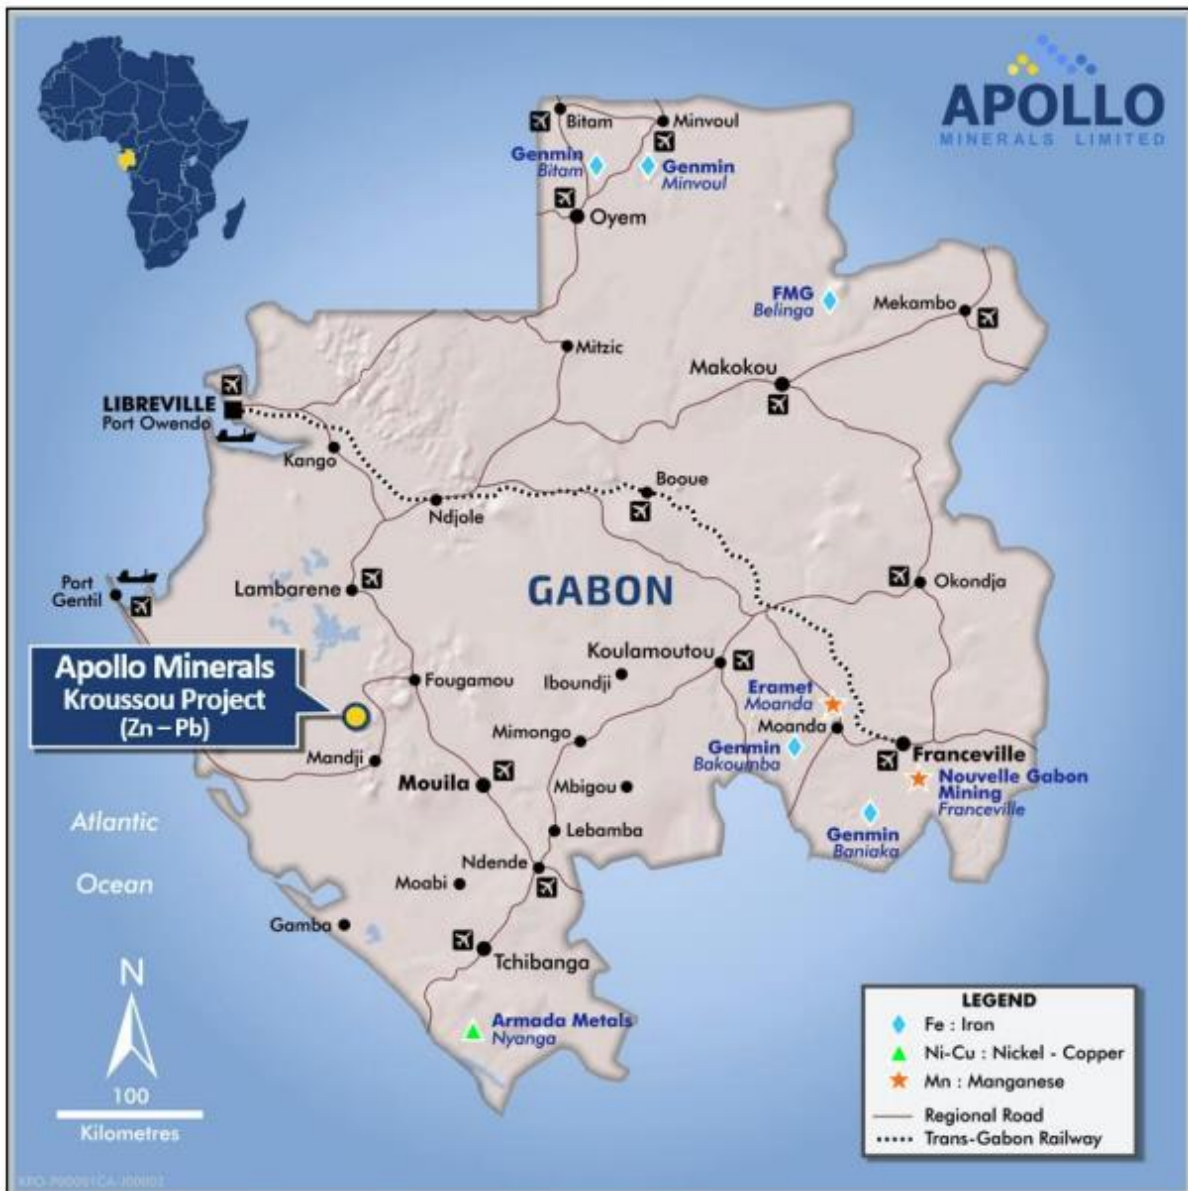 APOLLO
MINERALS LIMITED
Bitam
Minvoul
Genmin
Bitam
Genmin
Minvoul
Oyem
FMG
Belinga
Mekambo
Mitzic
Makokou
LIBREVILLE
Port Owendo
Kango
Booue
Ndjole
Port
Gentil
Lambarene
GABON
Okondja
Apollo Minerals
Kroussou Project
(Zn – Pb)
Fougamou
Iboundji
Koulamoutou
Eramet
Moanda
Moanda
Mimongo
Genmin
Bakoumba
Franceville
Mandji
Mouila
Mbigou
Nouvelle Gabon
Mining
Franceville
Atlantic
Ocean
Lebamba
Genmin
Baniaka
Ndende
Moabi
Gamba
Tchibanga
N
100
Kilometres
Armada Metals
Nyanga
LEGEND
Fe : Iron
Ni-Cu : Nickel - Copper
Mn : Manganese
Regional Road
Trans-Gabon Railway